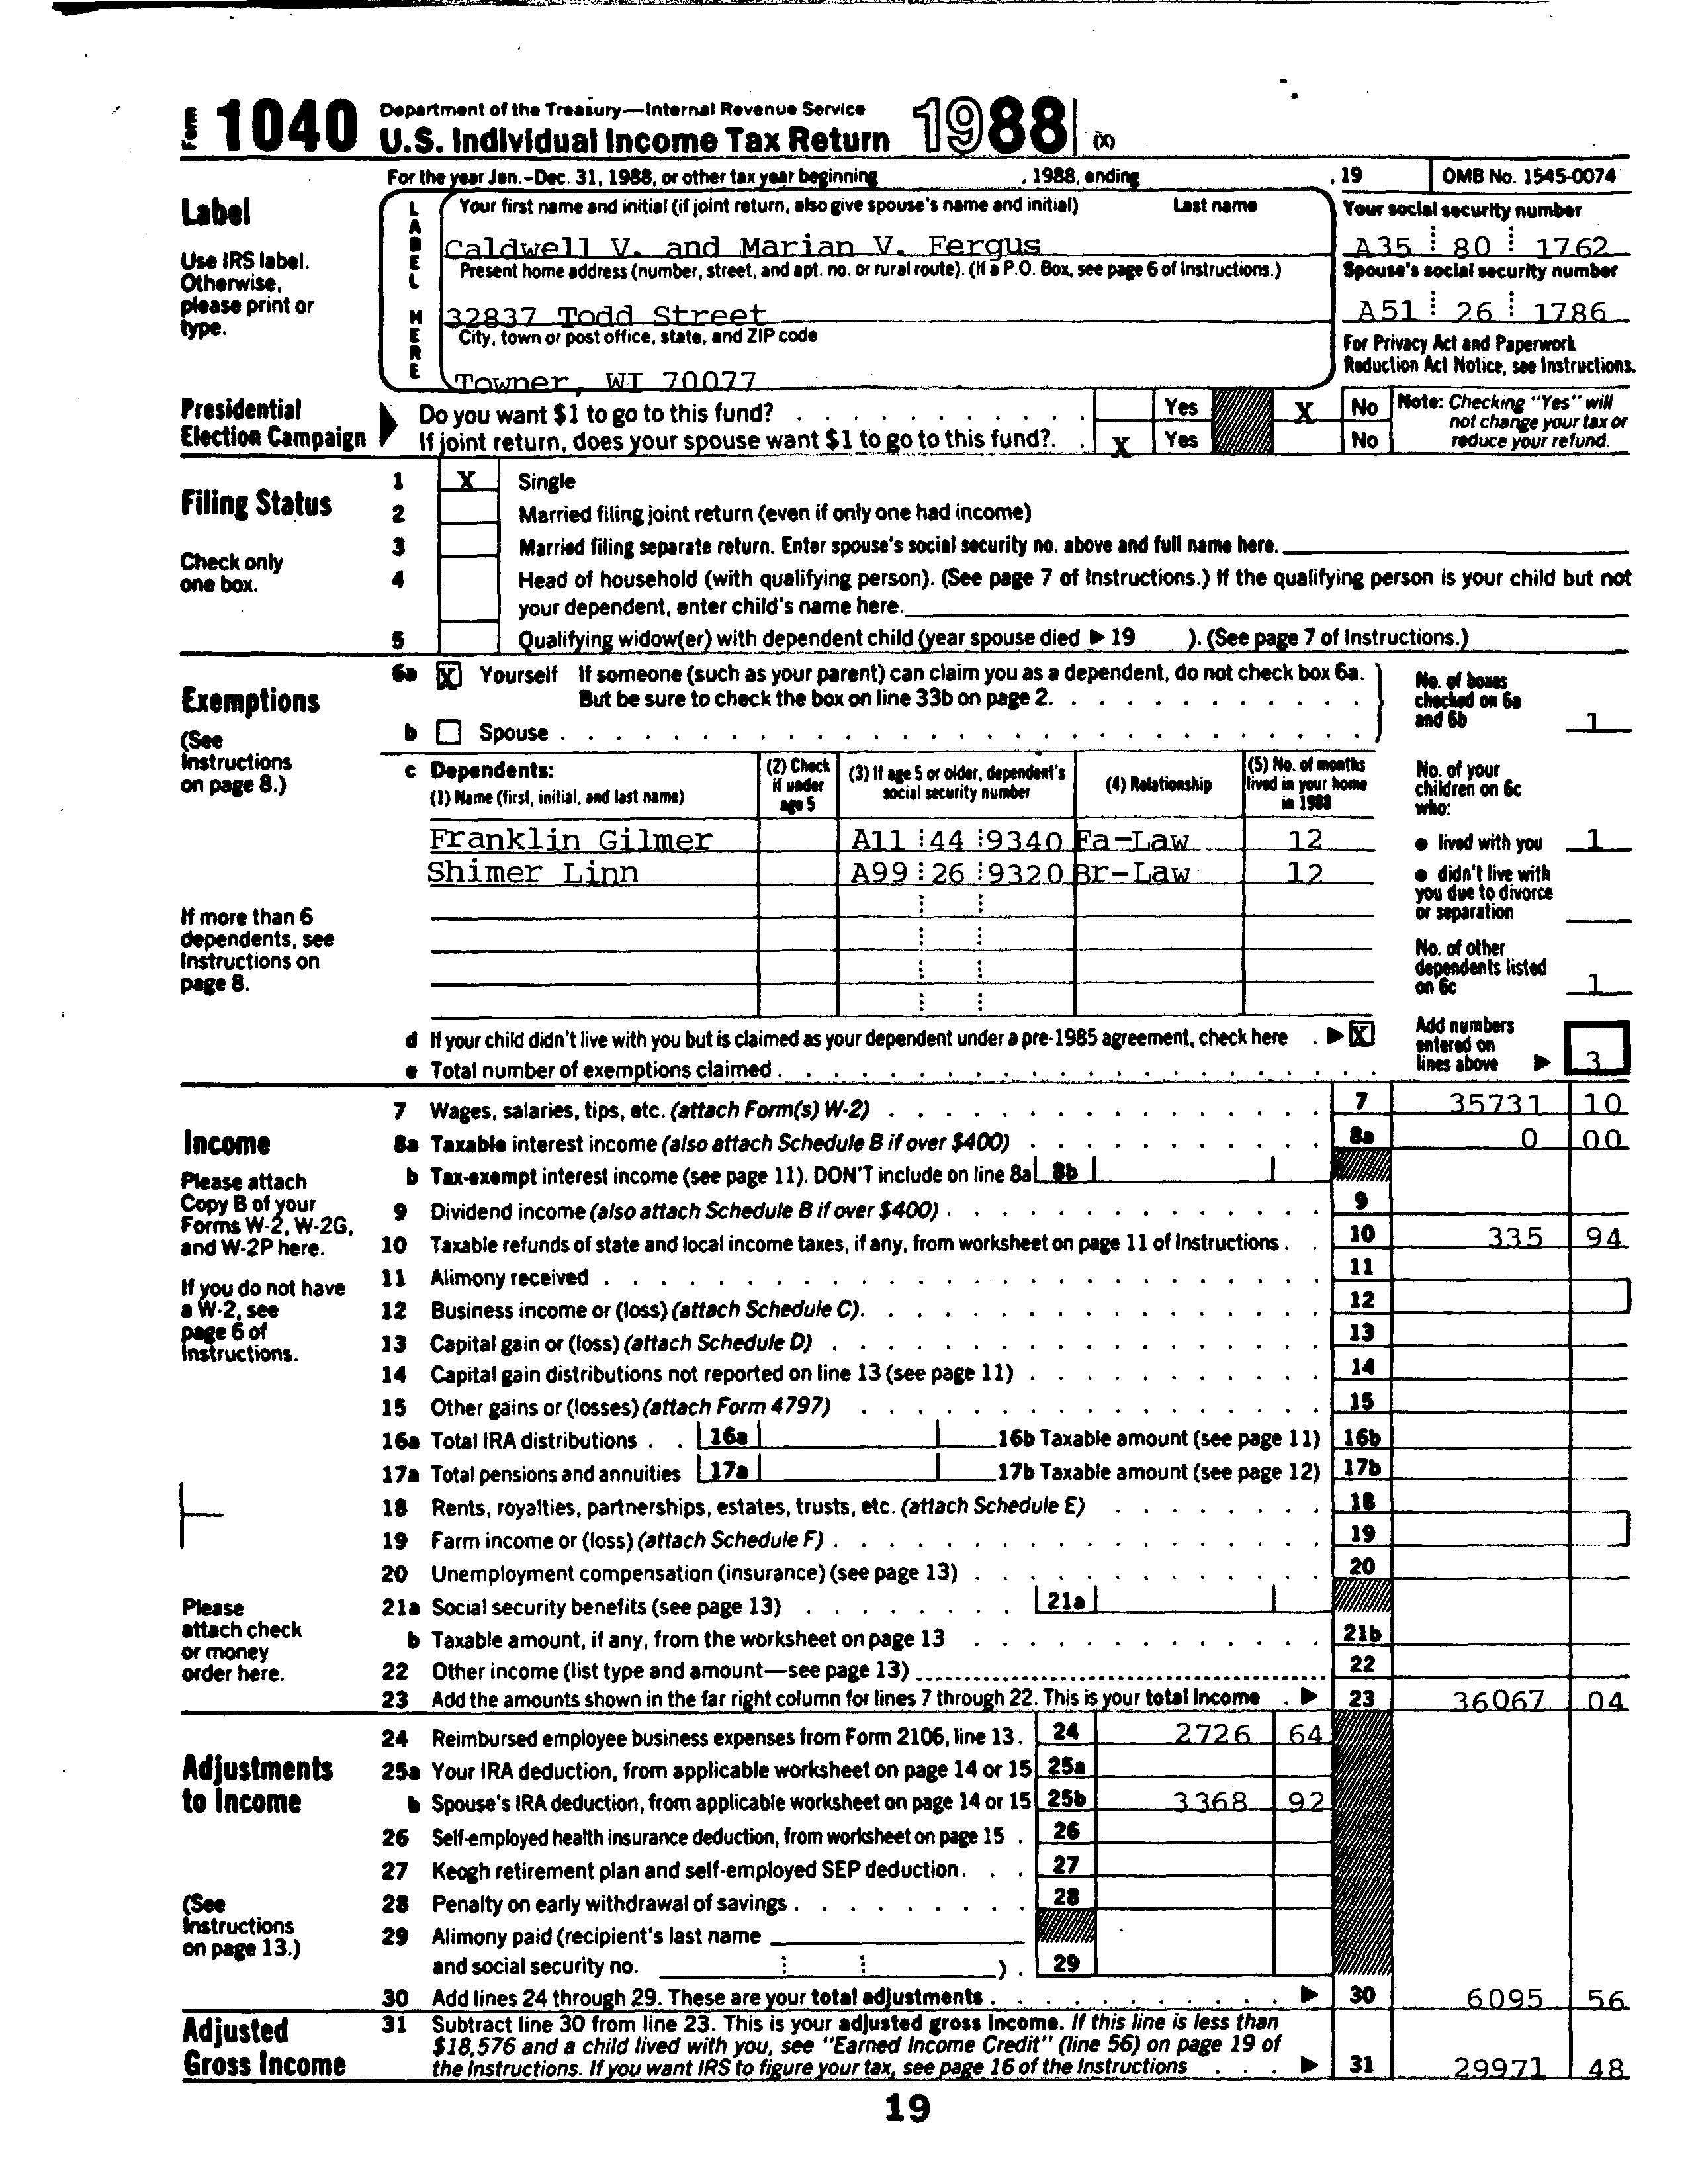 Form 1040 Department of the Treasury—Internal Revenue Service
U.S. Individual Income Tax Return 1988 (X)
For the year Jan.–Dec. 31, 1988, or other tax year beginning , 1988, ending , 19 OMB No. 1545-0074
Label
Use IRS label.
Otherwise,
please print or
type.
LABEL HERE
Your first name and initial (if joint return, also give spouse's name and initial) Last name
Caldwell V. and Marian V. Fergus
Present home address (number, street, and apt. no. or rural route). (If a P.O. Box, see page 6 of Instructions.)
32837 Todd Street
City, town or post office, state, and ZIP code
Towner, WI 70077
Your social security number
A35 80 1762
Spouse's social security number
A51 26 1786
For Privacy Act and Paperwork
Reduction Act Notice, see Instructions.
Presidential
Election Campaign
Do you want $1 to go to this fund? Yes X No
If joint return, does your spouse want $1 to go to this fund? X Yes No
Note: Checking "Yes" will
not change your tax or
reduce your refund.
Filing Status
Check only
one box.
1 X Single
2 Married filing joint return (even if only one had income)
3 Married filing separate return. Enter spouse's social security no. above and full name here.
4 Head of household (with qualifying person). (See page 7 of Instructions.) If the qualifying person is your child but not
your dependent, enter child's name here.
5 Qualifying widow(er) with dependent child (year spouse died ▶ 19 ). (See page 7 of Instructions.)
Exemptions
(See
Instructions
on page 8.)
6a X Yourself If someone (such as your parent) can claim you as a dependent, do not check box 6a.
But be sure to check the box on line 33b on page 2.
b Spouse
No. of boxes
checked on 6a
and 6b 1
c Dependents:
(1) Name (first, initial, and last name)
(2) Check
if under
age 5
(3) If age 5 or older, dependent's
social security number
(4) Relationship
(5) No. of months
lived in your home
in 1988
Franklin Gilmer A11 44 9340 Fa-Law 12
Shimer Linn A99 26 9320 Br-Law 12
If more than 6
dependents, see
Instructions on
page 8.
No. of your
children on 6c
who:
● lived with you 1
● didn't live with
you due to divorce
or separation
No. of other
dependents listed
on 6c 1
d If your child didn't live with you but is claimed as your dependent under a pre-1985 agreement, check here ▶ X
e Total number of exemptions claimed
Add numbers
entered on
lines above ▶ 3
Income
Please attach
Copy B of your
Forms W-2, W-2G,
and W-2P here.
If you do not have
a W-2, see
page 6 of
Instructions.
Please
attach check
or money
order here.
7 Wages, salaries, tips, etc. (attach Form(s) W-2) 7 35731 10
8a Taxable interest income (also attach Schedule B if over $400) 8a 0 00
b Tax-exempt interest income (see page 11). DON'T include on line 8a 8b
9 Dividend income (also attach Schedule B if over $400) 9
10 Taxable refunds of state and local income taxes, if any, from worksheet on page 11 of Instructions 10 335 94
11 Alimony received 11
12 Business income or (loss) (attach Schedule C) 12
13 Capital gain or (loss) (attach Schedule D) 13
14 Capital gain distributions not reported on line 13 (see page 11) 14
15 Other gains or (losses) (attach Form 4797) 15
16a Total IRA distributions 16a 16b Taxable amount (see page 11) 16b
17a Total pensions and annuities 17a 17b Taxable amount (see page 12) 17b
18 Rents, royalties, partnerships, estates, trusts, etc. (attach Schedule E) 18
19 Farm income or (loss) (attach Schedule F) 19
20 Unemployment compensation (insurance) (see page 13) 20
21a Social security benefits (see page 13) 21a
b Taxable amount, if any, from the worksheet on page 13 21b
22 Other income (list type and amount—see page 13) 22
23 Add the amounts shown in the far right column for lines 7 through 22. This is your total income ▶ 23 36067 04
Adjustments
to Income
(See
Instructions
on page 13.)
24 Reimbursed employee business expenses from Form 2106, line 13. 24 2726 64
25a Your IRA deduction, from applicable worksheet on page 14 or 15 25a
b Spouse's IRA deduction, from applicable worksheet on page 14 or 15 25b 3368 92
26 Self-employed health insurance deduction, from worksheet on page 15 26
27 Keogh retirement plan and self-employed SEP deduction 27
28 Penalty on early withdrawal of savings 28
29 Alimony paid (recipient's last name
and social security no. ) 29
30 Add lines 24 through 29. These are your total adjustments ▶ 30 6095 56
Adjusted
Gross Income
31 Subtract line 30 from line 23. This is your adjusted gross income. If this line is less than
$18,576 and a child lived with you, see "Earned Income Credit" (line 56) on page 19 of
the Instructions. If you want IRS to figure your tax, see page 16 of the Instructions ▶ 31 29971 48
19